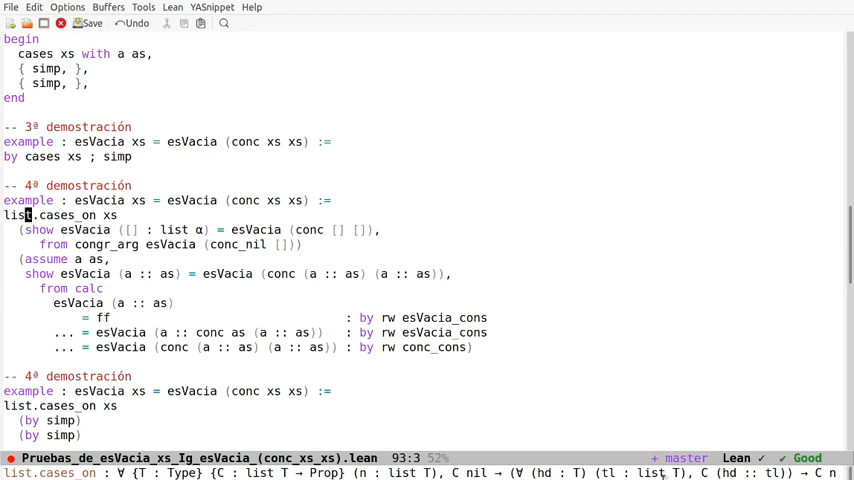 File Edit Options Buffers Tools Lean YASnippet Help
Save Undo
begin
  cases xs with a as,
  { simp, },
  { simp, },
end
-- 3ª demostración
example : esVacia xs = esVacia (conc xs xs) :=
by cases xs ; simp
-- 4ª demostración
example : esVacia xs = esVacia (conc xs xs) :=
list.cases_on xs
  (show esVacia ([] : list α) = esVacia (conc [] []),
     from congr_arg esVacia (conc_nil []))
  (assume a as,
   show esVacia (a :: as) = esVacia (conc (a :: as) (a :: as)),
     from calc
       esVacia (a :: as)
           = ff                                : by rw esVacia_cons
       ... = esVacia (a :: conc as (a :: as))   : by rw esVacia_cons
       ... = esVacia (conc (a :: as) (a :: as)) : by rw conc_cons)
-- 4ª demostración
example : esVacia xs = esVacia (conc xs xs) :=
list.cases_on xs
  (by simp)
  (by simp)
Pruebas_de_esVacia_xs_Ig_esVacia_(conc_xs_xs).lean 93:3 52% + master Lean ✓ ✔ Good
list.cases_on : ∀ {T : Type} {C : list T → Prop} (n : list T), C nil → (∀ (hd : T) (tl : list T), C (hd :: tl)) → C n